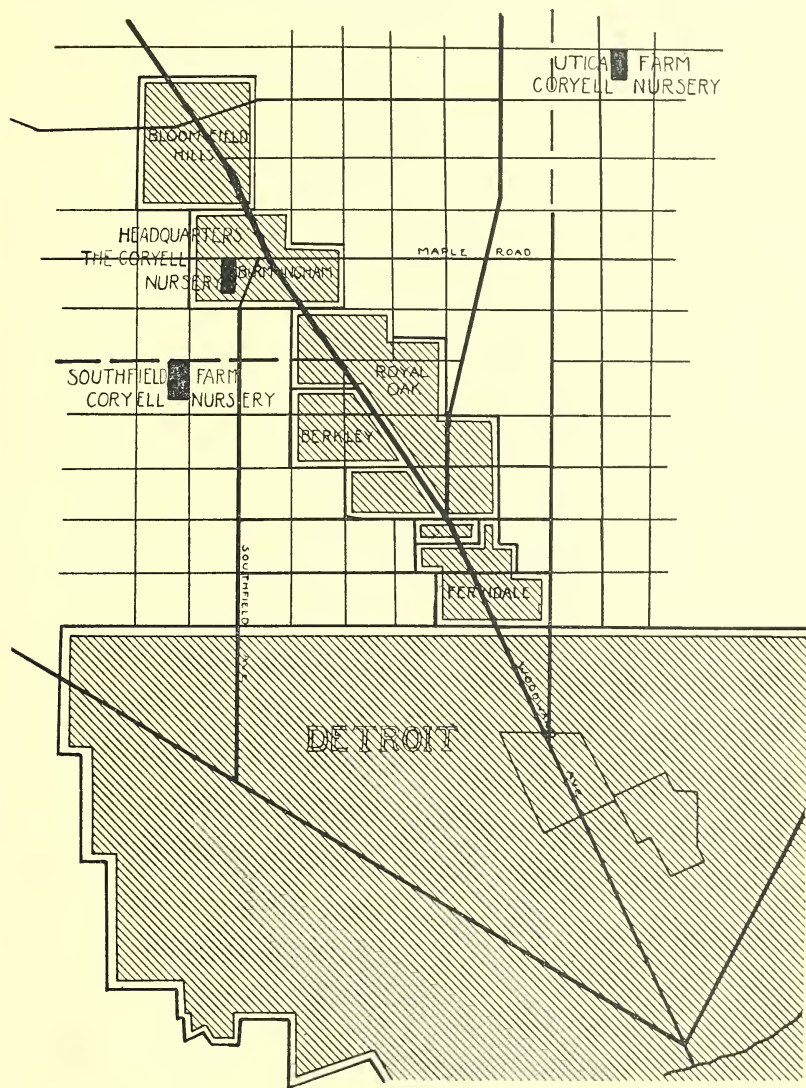 UTICA FARM
CORYELL NURSERY
BLOOMFIELD
HILLS
HEADQUARTERS
THE CORYELL
NURSERY
BIRMINGHAM
MAPLE ROAD
SOUTHFIELD FARM
CORYELL NURSERY
ROYAL
OAK
BERKLEY
FERNDALE
SOUTHFIELD AVE
WOODWARD AVE
DETROIT